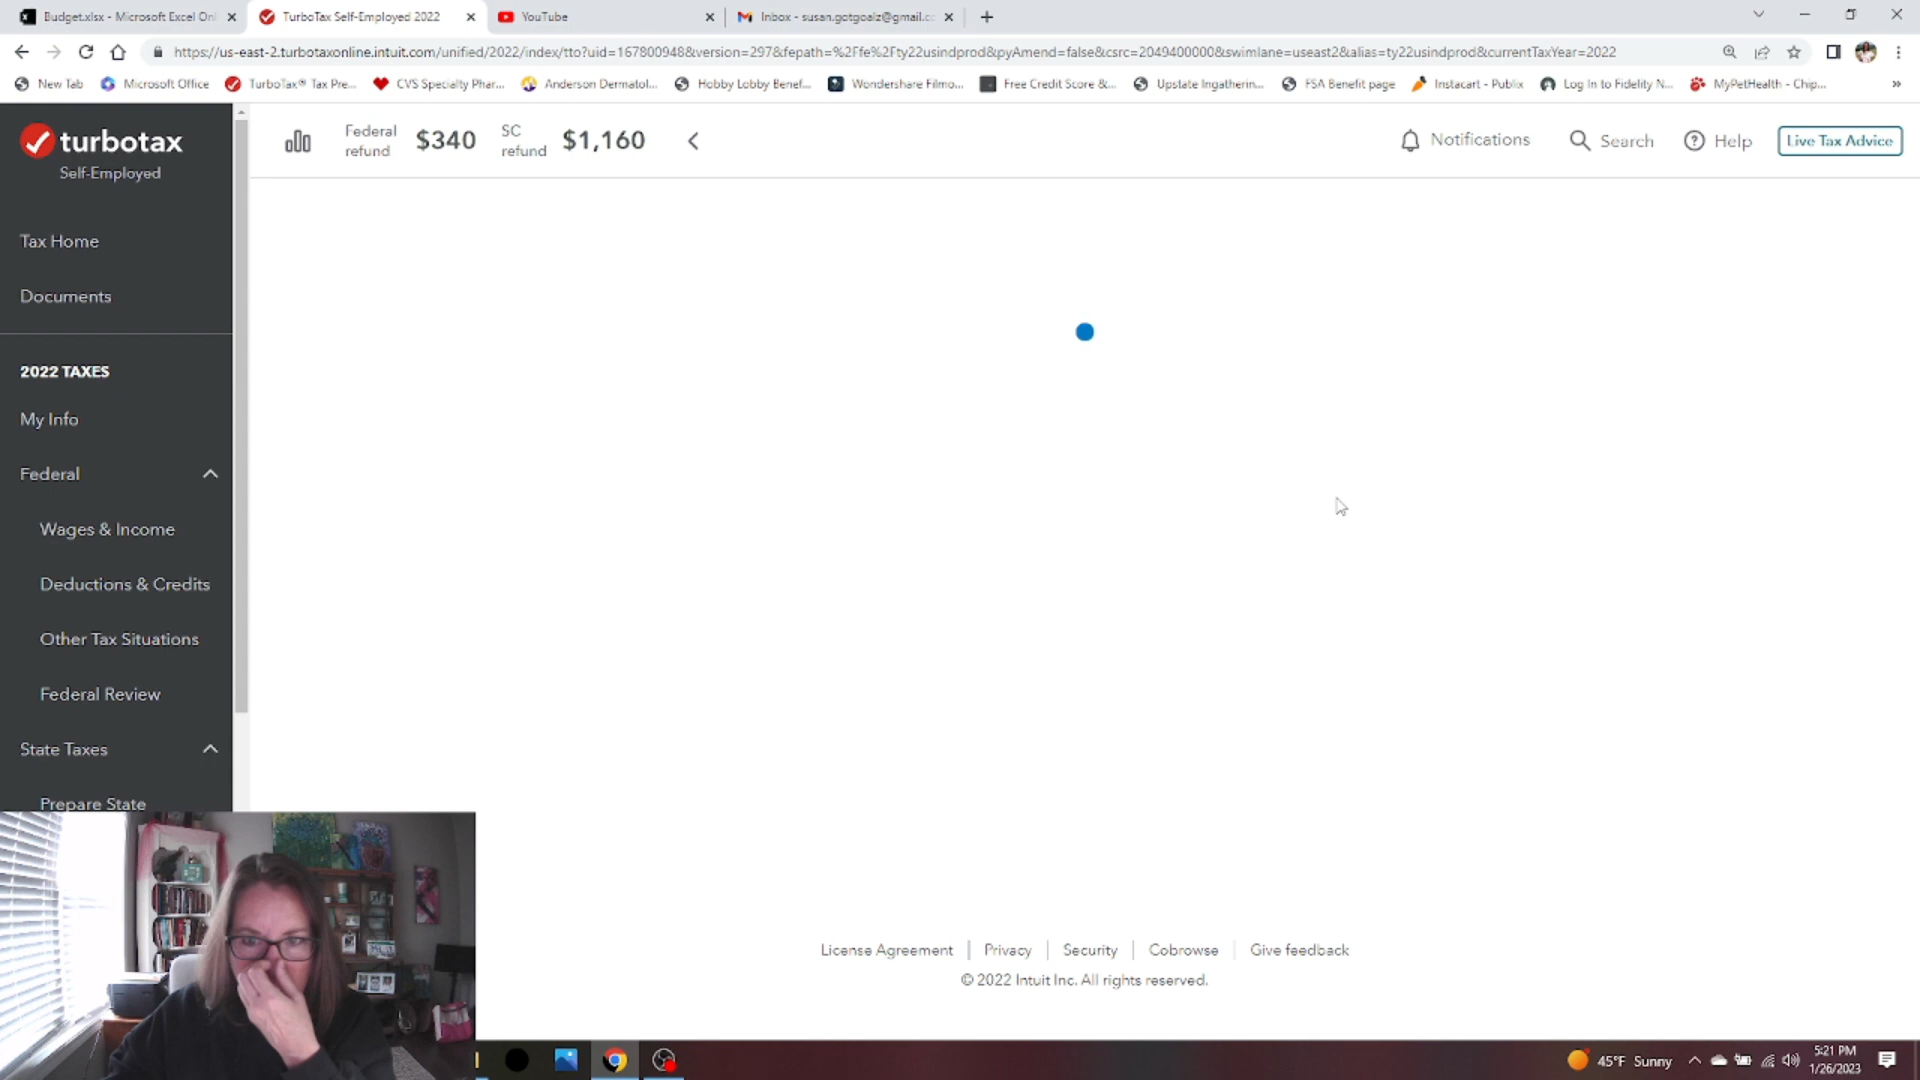 Budget.xlsx - Microsoft Excel Onl
TurboTax Self-Employed 2022
YouTube
Inbox - susan.gotgoalz@gmail.c
https://us-east-2.turbotaxonline.intuit.com/unified/2022/index/tto?uid=167800948&version=297&fepath=%2Ffe%2Fty22usindprod&pyAmend=false&csrc=2049400000&swimlane=useast2&alias=ty22usindprod&currentTaxYear=2022
New Tab
Microsoft Office
TurboTax® Tax Pre...
CVS Specialty Phar...
Anderson Dermatol...
Hobby Lobby Benef...
Wondershare Filmo...
Free Credit Score &...
Upstate Ingatherin...
FSA Benefit page
Instacart - Publix
Log In to Fidelity N...
MyPetHealth - Chip...
turbotax
Self-Employed
Federal refund $340
SC refund $1,160
Notifications
Search
Help
Live Tax Advice
Tax Home
Documents
2022 TAXES
My Info
Federal
Wages & Income
Deductions & Credits
Other Tax Situations
Federal Review
State Taxes
Prepare State
License Agreement
Privacy
Security
Cobrowse
Give feedback
© 2022 Intuit Inc. All rights reserved.
45°F Sunny
5:21 PM
1/26/2023